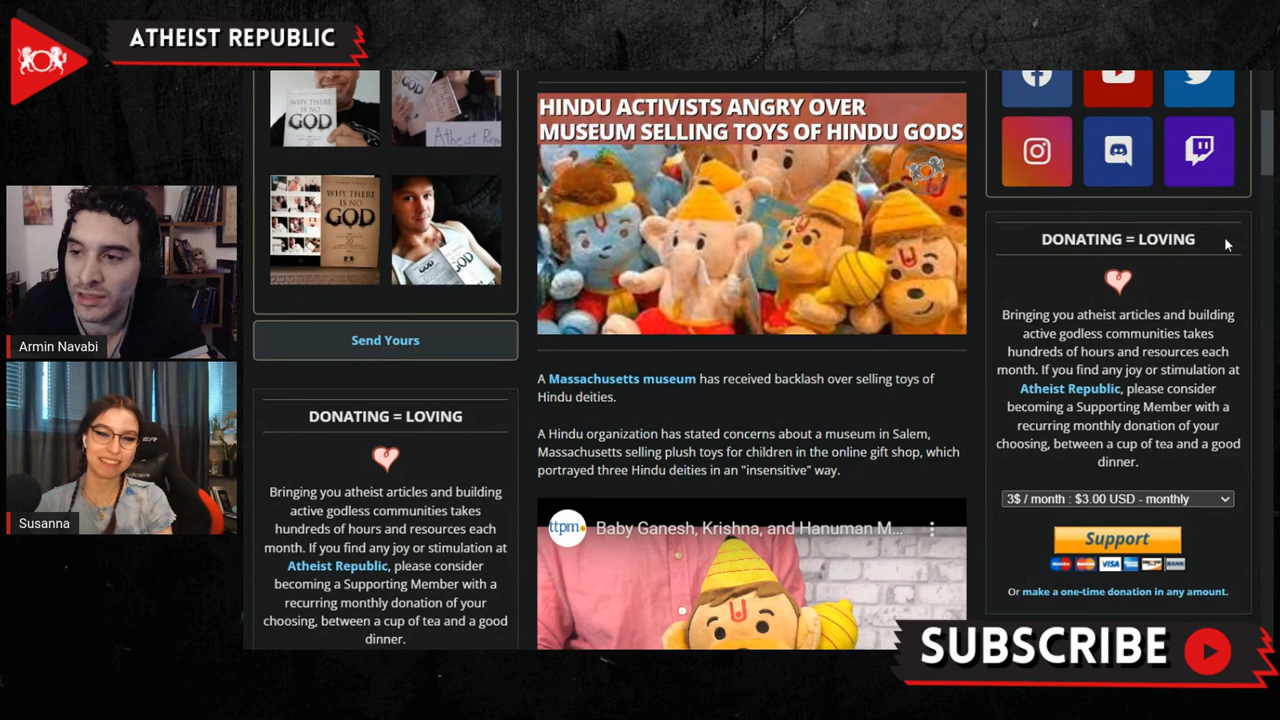 ATHEIST REPUBLIC
WHY THERE
IS NO
GOD
GOD
Atheist Rep
WHY THERE
IS NO
GOD
20
GOD
Send Yours
DONATING = LOVING
Bringing you atheist articles and building
active godless communities takes
hundreds of hours and resources each
month. If you find any joy or stimulation at
Atheist Republic, please consider
becoming a Supporting Member with a
recurring monthly donation of your
choosing, between a cup of tea and a good
dinner.
HINDU ACTIVISTS ANGRY OVER
MUSEUM SELLING TOYS OF HINDU GODS
A Massachusetts museum has received backlash over selling toys of
Hindu deities.
A Hindu organization has stated concerns about a museum in Salem,
Massachusetts selling plush toys for children in the online gift shop, which
portrayed three Hindu deities in an "insensitive" way.
ttpm
Baby Ganesh, Krishna, and Hanuman M...
DONATING = LOVING
Bringing you atheist articles and building
active godless communities takes
hundreds of hours and resources each
month. If you find any joy or stimulation at
Atheist Republic, please consider
becoming a Supporting Member with a
recurring monthly donation of your
choosing, between a cup of tea and a good
dinner.
3$ / month : $3.00 USD - monthly
Support
VISA
BANK
Or make a one-time donation in any amount.
Armin Navabi
Susanna
SUBSCRIBE